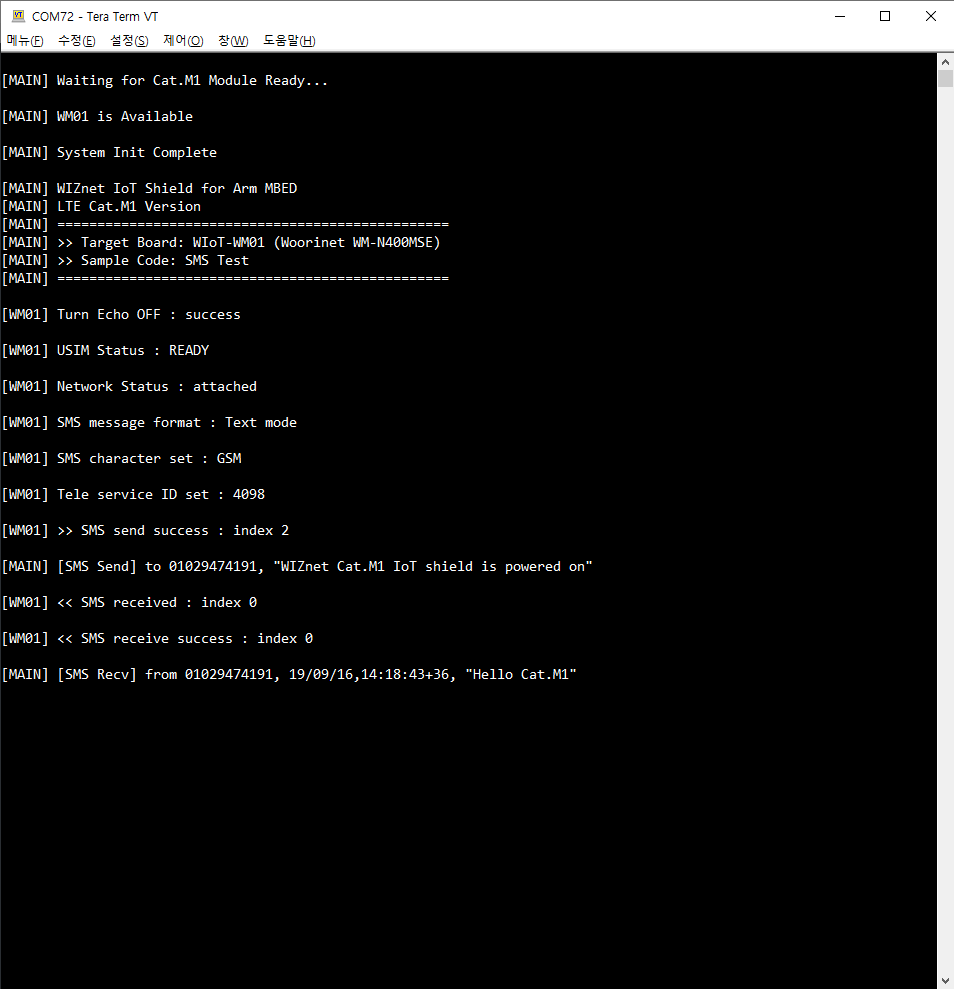 COM72 - Tera Term VT
메뉴(F) 수정(E) 설정(S) 제어(O) 창(W) 도움말(H)
[MAIN] Waiting for Cat.M1 Module Ready...
[MAIN] WM01 is Available
[MAIN] System Init Complete
[MAIN] WIZnet IoT Shield for Arm MBED
[MAIN] LTE Cat.M1 Version
[MAIN] =================================================
[MAIN] >> Target Board: WIoT-WM01 (Woorinet WM-N400MSE)
[MAIN] >> Sample Code: SMS Test
[MAIN] =================================================
[WM01] Turn Echo OFF : success
[WM01] USIM Status : READY
[WM01] Network Status : attached
[WM01] SMS message format : Text mode
[WM01] SMS character set : GSM
[WM01] Tele service ID set : 4098
[WM01] >> SMS send success : index 2
[MAIN] [SMS Send] to 01029474191, "WIZnet Cat.M1 IoT shield is powered on"
[WM01] << SMS received : index 0
[WM01] << SMS receive success : index 0
[MAIN] [SMS Recv] from 01029474191, 19/09/16,14:18:43+36, "Hello Cat.M1"